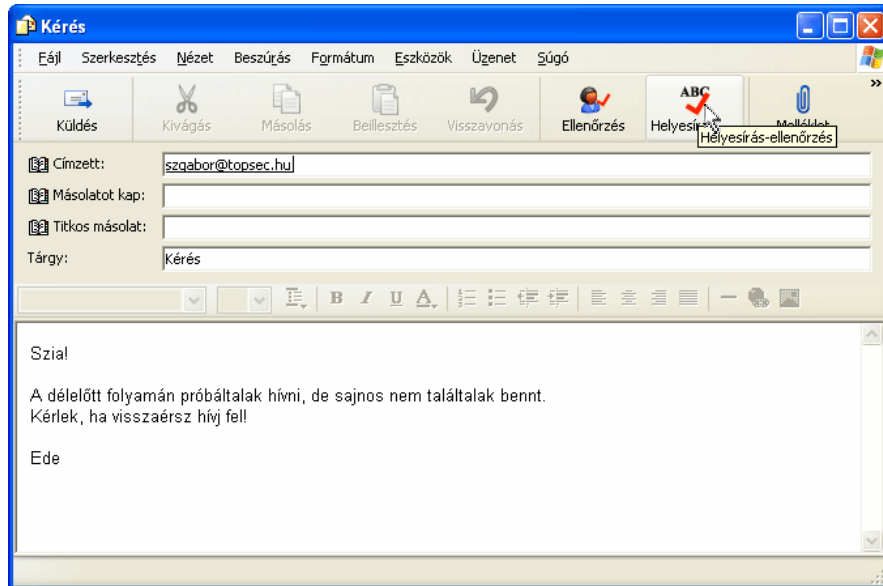 Kérés
Fájl Szerkesztés Nézet Beszúrás Formátum Eszközök Üzenet Súgó
ABC
»
Küldés Kivágás Másolás Beillesztés Visszavonás Ellenőrzés Helyesírás Melléklet
Helyesírás-ellenőrzés
Címzett: szgabor@topsec.hu
Másolatot kap:
Titkos másolat:
Tárgy: Kérés
B I U A
Szia!
A délelőtt folyamán próbáltalak hívni, de sajnos nem találtalak bennt.
Kérlek, ha visszaérsz hívj fel!
Ede